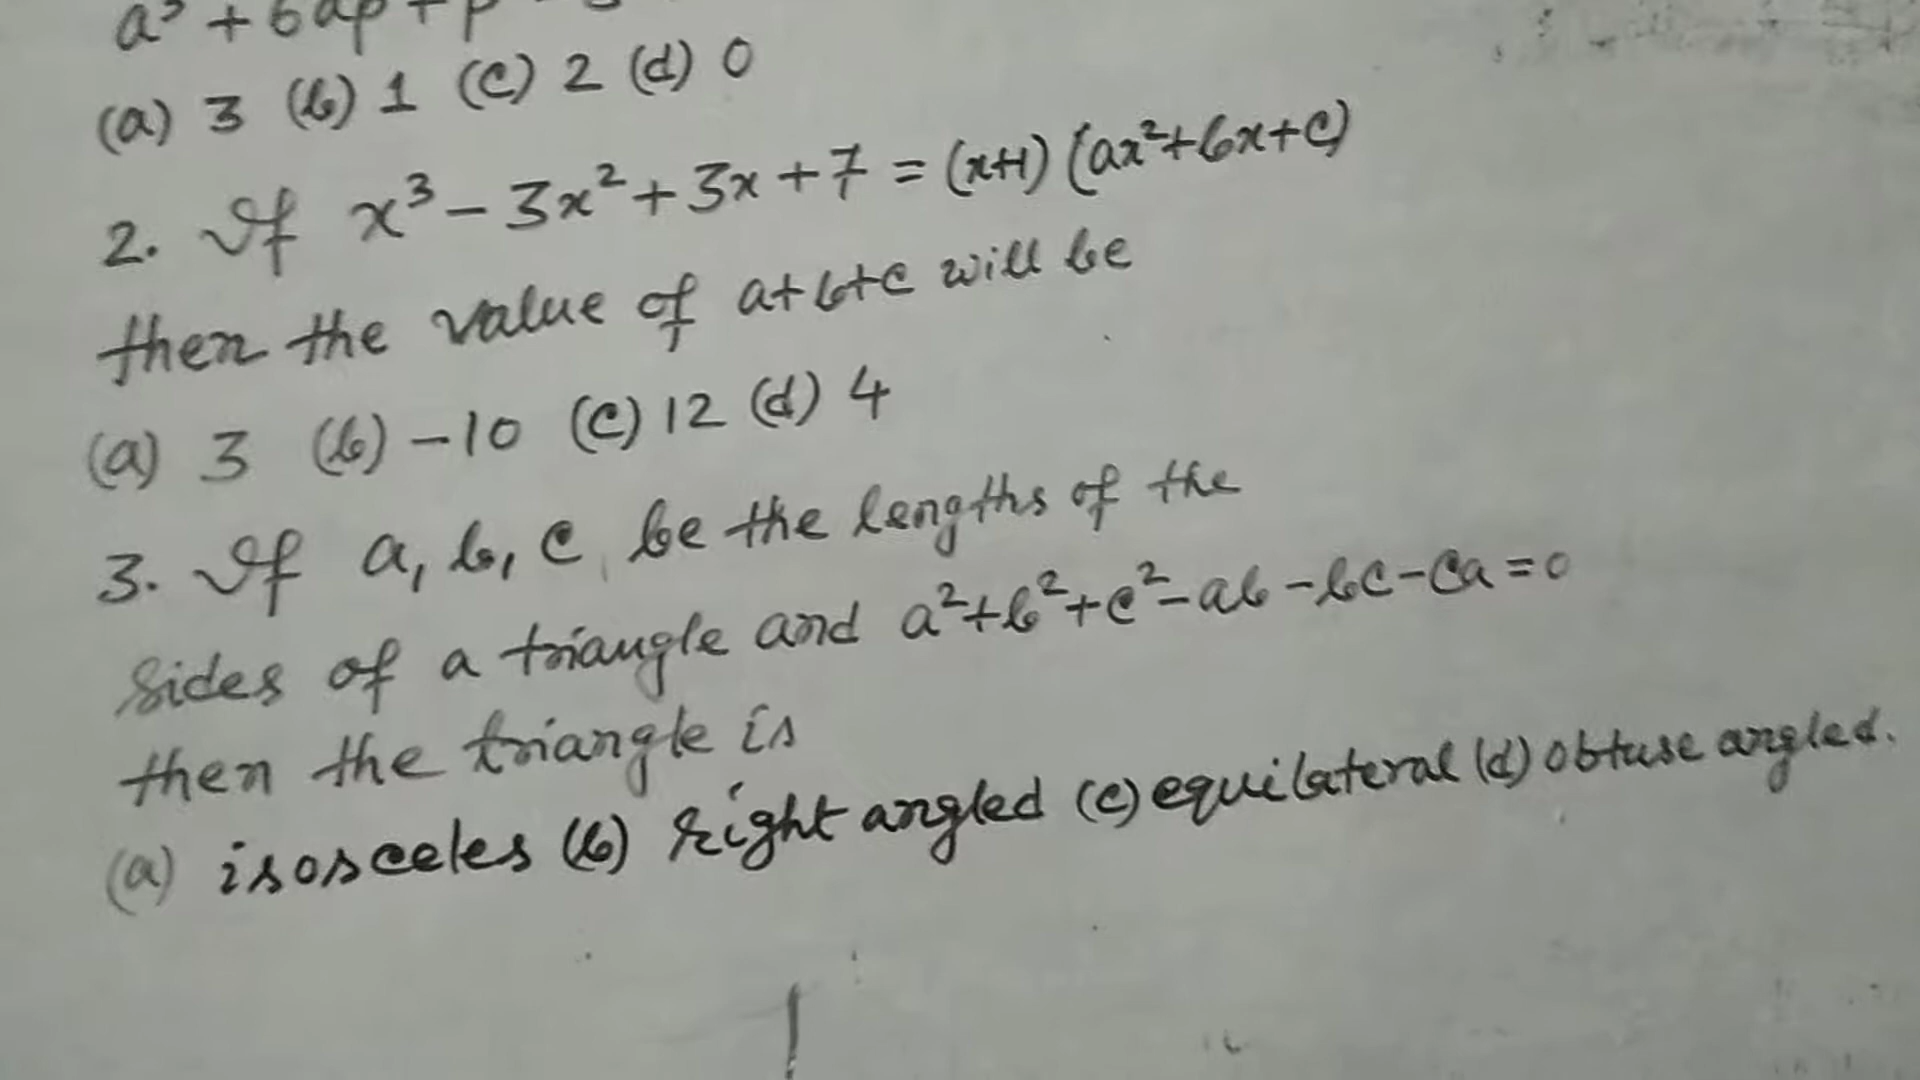 a³ + 6ap + p
(a) 3 (b) 1 (c) 2 (d) 0
2. If x³ - 3x² + 3x + 7 = (x+1) (ax²+bx+c)
then the value of a+b+c will be
(a) 3 (b) -10 (c) 12 (d) 4
3. If a, b, c, be the lengths of the
sides of a triangle and a²+b²+c²-ab-bc-ca=0
then the triangle is
(a) isosceles (b) right angled (c) equilateral (d) obtuse angled.